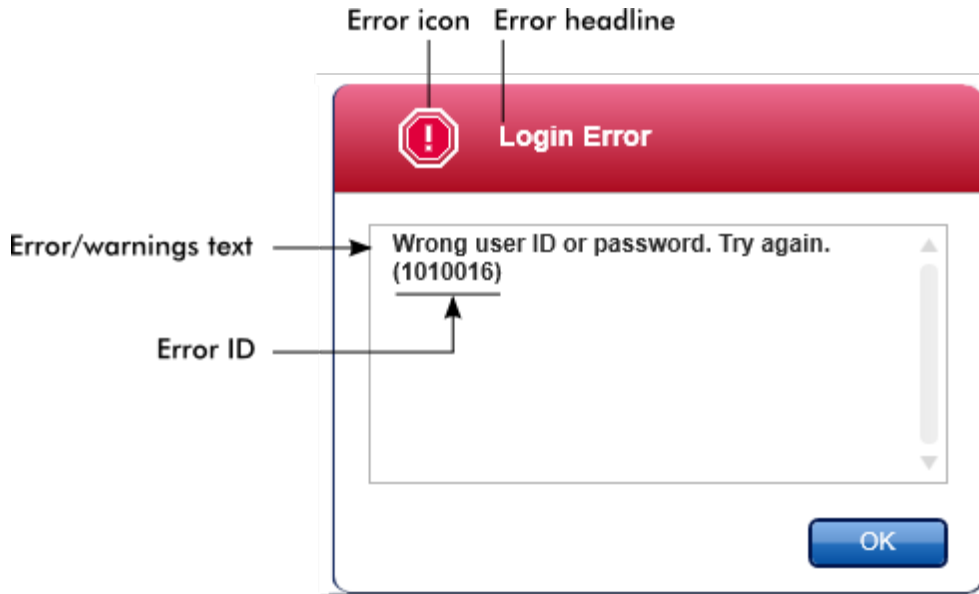 Error icon Error headline
Login Error
Error/warnings text
Wrong user ID or password. Try again.
(1010016)
Error ID
OK